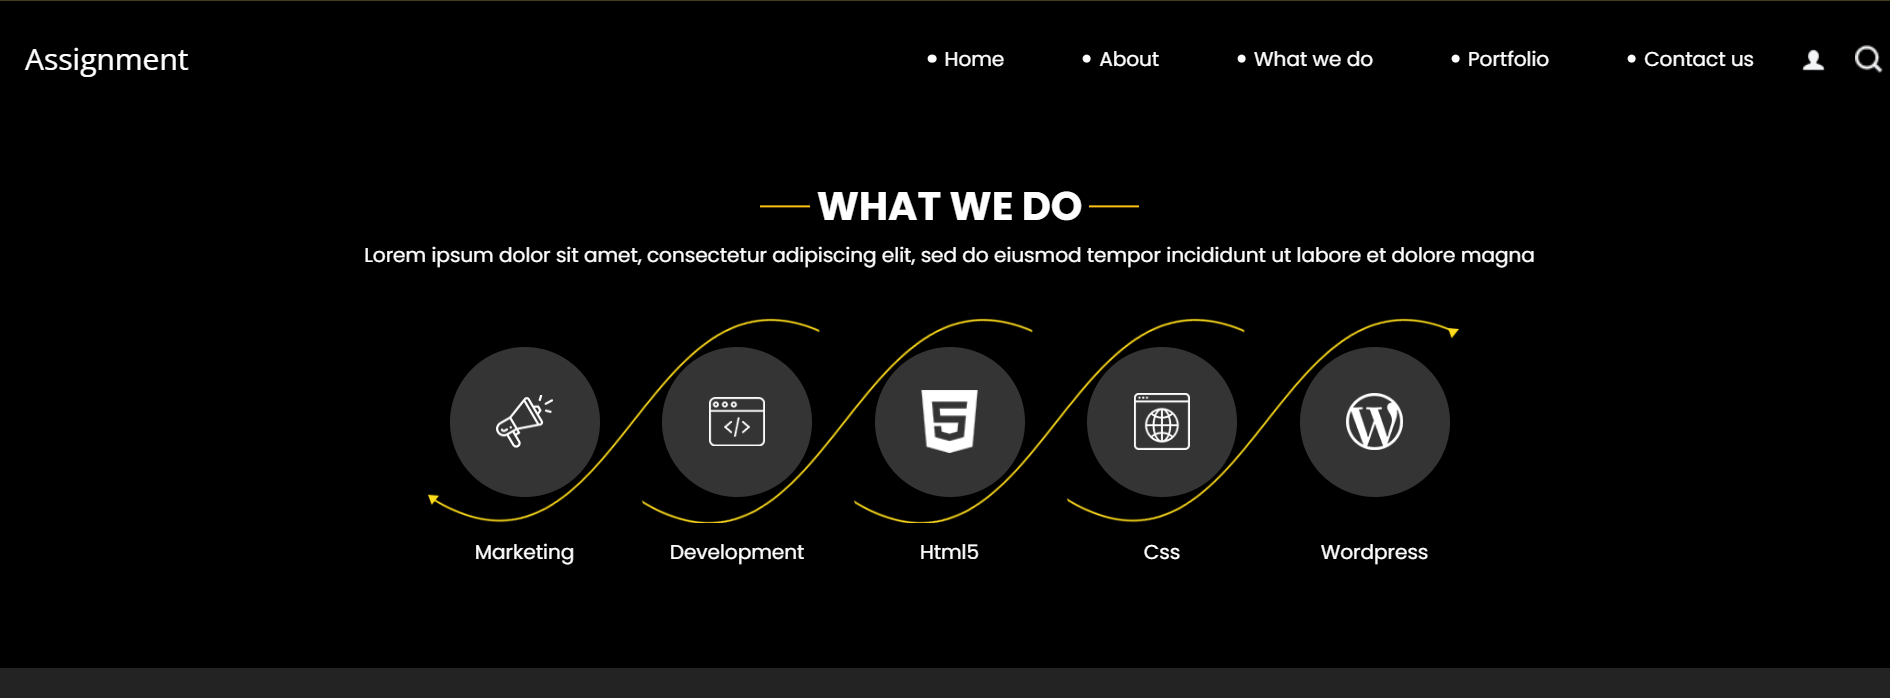 Assignment
• Home • About • What we do • Portfolio • Contact us
WHAT WE DO
Lorem ipsum dolor sit amet, consectetur adipiscing elit, sed do eiusmod tempor incididunt ut labore et dolore magna
Marketing Development Html5 Css Wordpress